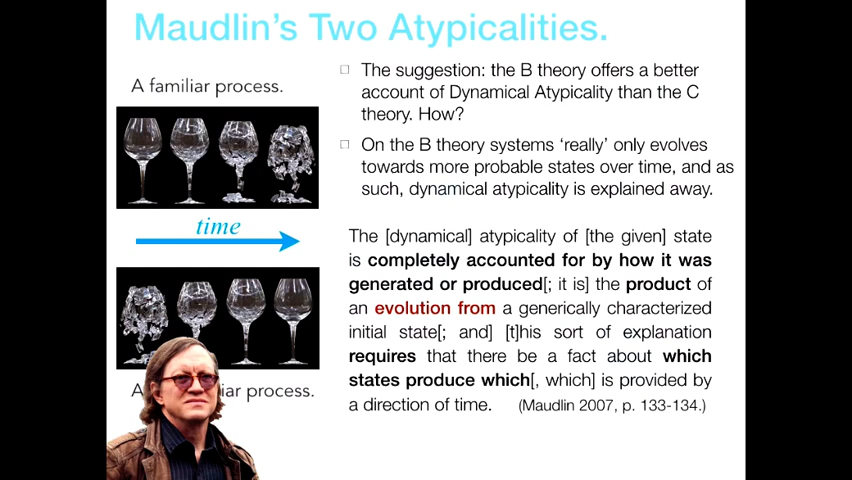 Maudlin's Two Atypicalities.
A familiar process.
time
A iar process.
The suggestion: the B theory offers a better
account of Dynamical Atypicality than the C
theory. How?
On the B theory systems 'really' only evolves
towards more probable states over time, and as
such, dynamical atypicality is explained away.
The [dynamical] atypicality of [the given] state
is completely accounted for by how it was
generated or produced[; it is] the product of
an evolution from a generically characterized
initial state[; and] [t]his sort of explanation
requires that there be a fact about which
states produce which[, which] is provided by
a direction of time. (Maudlin 2007, p. 133-134.)